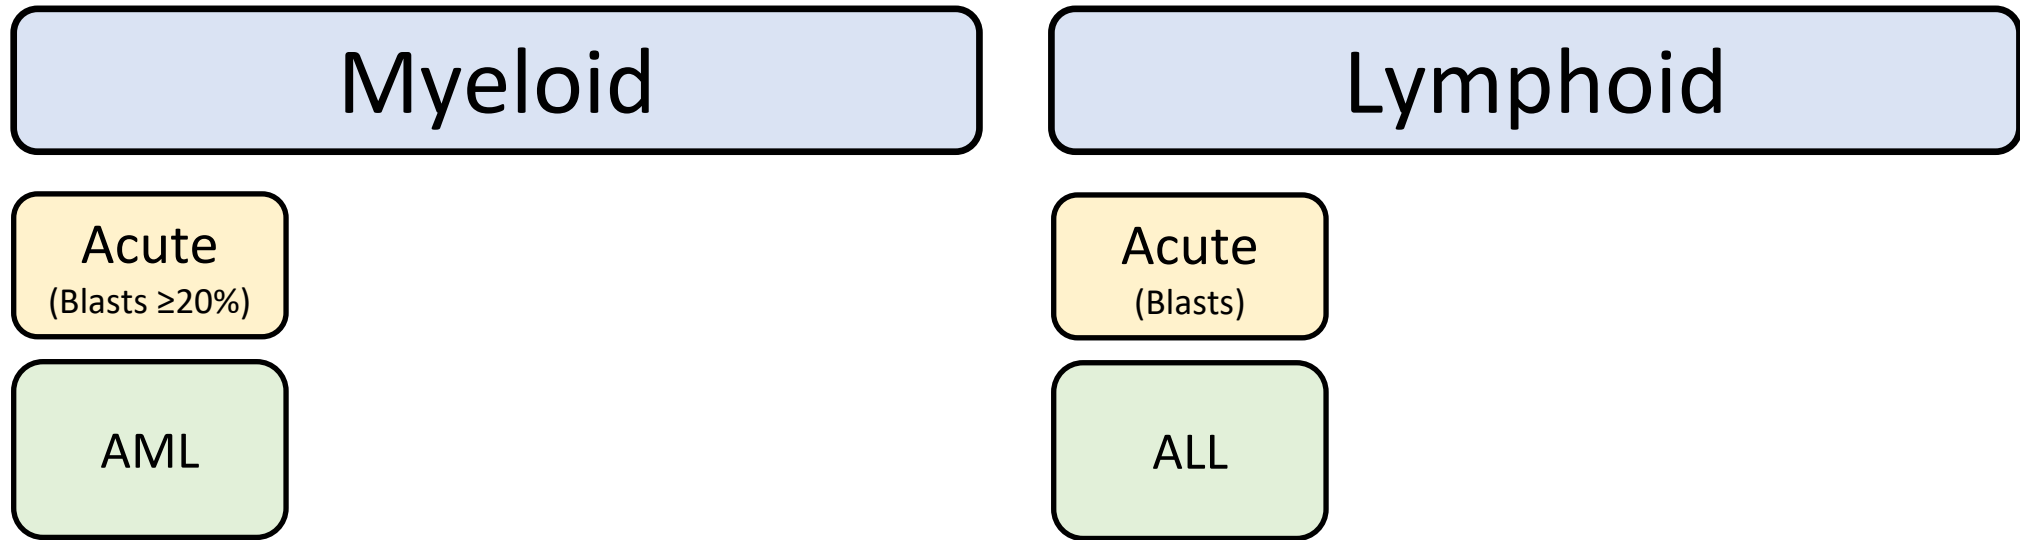 Myeloid
Lymphoid
Acute
(Blasts ≥20%)
Acute
(Blasts)
AML
ALL